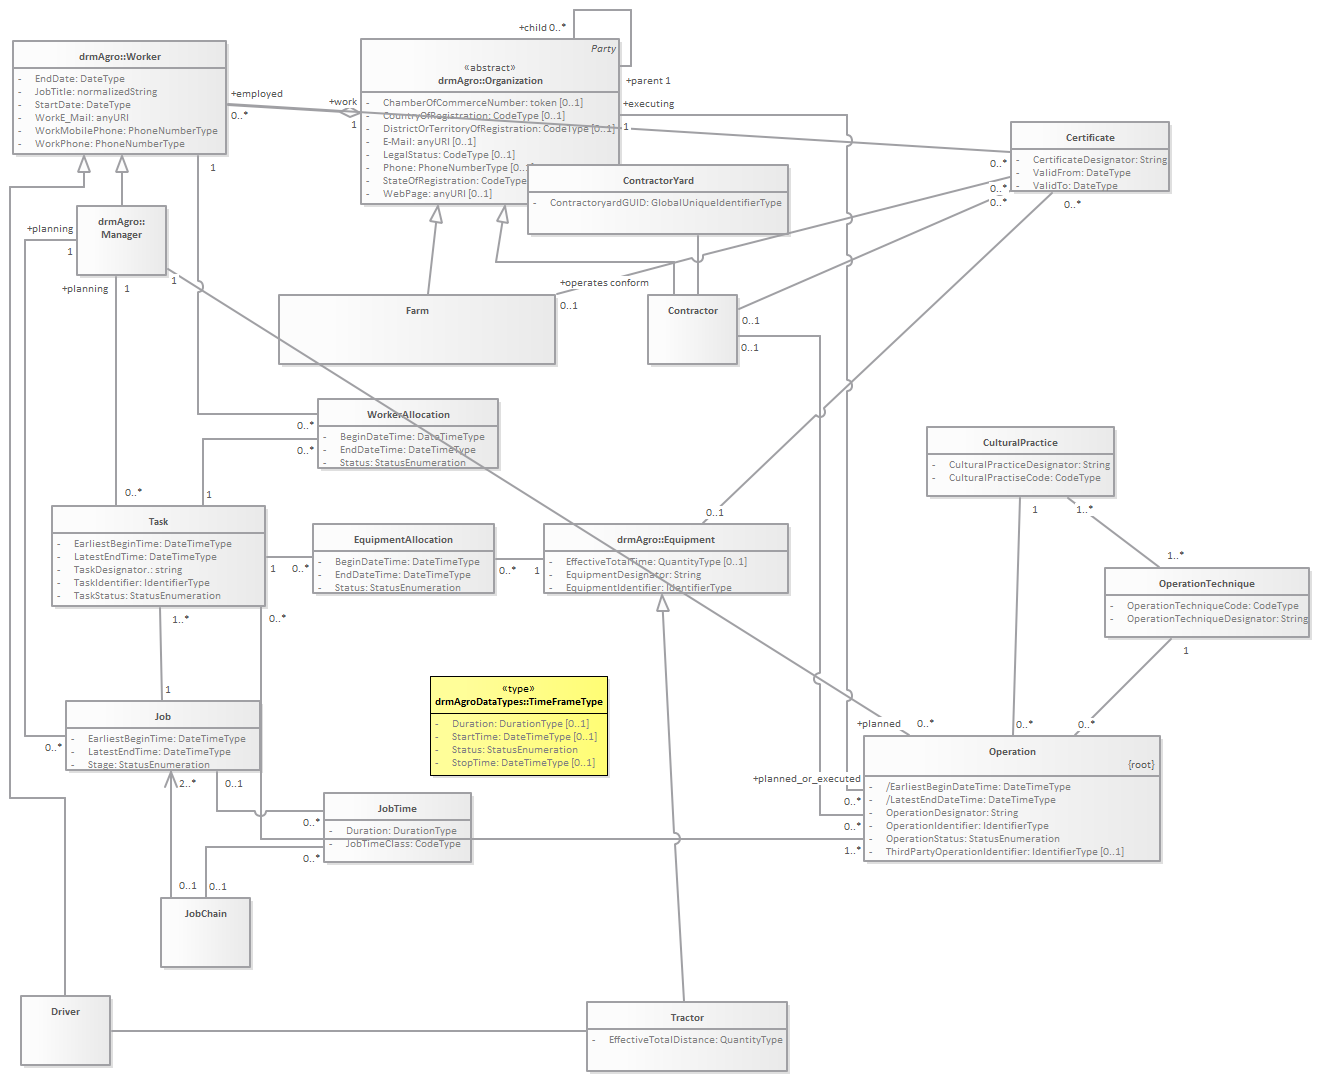 +child 0..*
Party
«abstract»
drmAgro::Organization
- ChamberOfCommerceNumber: token [0..1]
- CountryOfRegistration: CodeType [0..1]
- DistrictOrTerritoryOfRegistration: CodeType [0..1]
- E-Mail: anyURI [0..1]
- LegalStatus: CodeType [0..1]
- Phone: PhoneNumberType [0..
- StateOfRegistration: CodeType
- WebPage: anyURI [0..1]
+parent 1
+executing
1
drmAgro::Worker
- EndDate: DateType
- JobTitle: normalizedString
- StartDate: DateType
- WorkE_Mail: anyURI
- WorkMobilePhone: PhoneNumberType
- WorkPhone: PhoneNumberType
+employed
0..*
+work
1
1
Certificate
- CertificateDesignator: String
- ValidFrom: DateType
- ValidTo: DateType
0..*
0..*
0..*
0..*
ContractorYard
- ContractoryardGUID: GlobalUniqueIdentifierType
drmAgro::
Manager
+planning
1
+planning
1
1
+operates conform
0..1
Farm
Contractor
0..1
0..1
WorkerAllocation
- BeginDateTime: DateTimeType
- EndDateTime: DateTimeType
- Status: StatusEnumeration
0..*
0..*
CulturalPractice
- CulturalPracticeDesignator: String
- CulturalPractiseCode: CodeType
1
1..*
0..*
1
0..1
Task
- EarliestBeginTime: DateTimeType
- LatestEndTime: DateTimeType
- TaskDesignator.: string
- TaskIdentifier: IdentifierType
- TaskStatus: StatusEnumeration
1
0..*
EquipmentAllocation
- BeginDateTime: DateTimeType
- EndDateTime: DateTimeType
- Status: StatusEnumeration
0..*
1
drmAgro::Equipment
- EffectiveTotalTime: QuantityType [0..1]
- EquipmentDesignator: String
- EquipmentIdentifier: IdentifierType
1..*
OperationTechnique
- OperationTechniqueCode: CodeType
- OperationTechniqueDesignator: String
1
1..*
0..*
1
«type»
drmAgroDataTypes::TimeFrameType
- Duration: DurationType [0..1]
- StartTime: DateTimeType [0..1]
- Status: StatusEnumeration
- StopTime: DateTimeType [0..1]
Job
- EarliestBeginTime: DateTimeType
- LatestEndTime: DateTimeType
- Stage: StatusEnumeration
0..*
2..*
0..1
+planned
0..*
0..*
0..*
Operation
{root}
- /EarliestBeginDateTime: DateTimeType
- /LatestEndDateTime: DateTimeType
- OperationDesignator: String
- OperationIdentifier: IdentifierType
- OperationStatus: StatusEnumeration
- ThirdPartyOperationIdentifier: IdentifierType [0..1]
+planned_or_executed
0..*
0..*
1..*
JobTime
- Duration: DurationType
- JobTimeClass: CodeType
0..*
0..*
0..1
0..1
JobChain
Driver
Tractor
- EffectiveTotalDistance: QuantityType